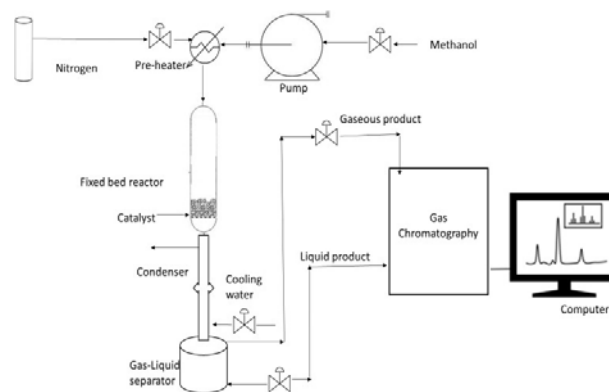 Methanol
Nitrogen
Pre-heater
Pump
Gaseous product
Fixed bed reactor
Catalyst
Gas
Chromatography
Liquid product
Condenser
Cooling
water
Computer
Gas-Liquid
separator